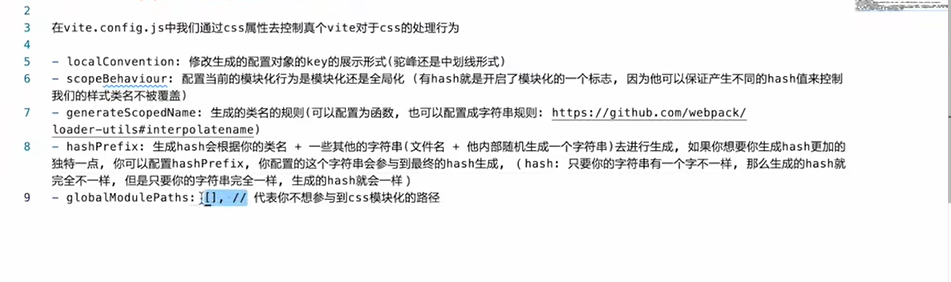 2
3 在vite.config.js中我们通过css属性去控制真个vite对于css的处理行为
4
5 - localConvention: 修改生成的配置对象的key的展示形式(驼峰还是中划线形式)
6 - scopeBehaviour: 配置当前的模块化行为是模块化还是全局化 (有hash就是开启了模块化的一个标志, 因为他可以保证产生不同的hash值来控制
我们的样式类名不被覆盖)
7 - generateScopedName: 生成的类名的规则(可以配置为函数, 也可以配置成字符串规则: https://github.com/webpack/
loader-utils#interpolatename)
8 - hashPrefix: 生成hash会根据你的类名 + 一些其他的字符串(文件名 + 他内部随机生成一个字符串)去进行生成, 如果你想要你生成hash更加的
独特一点, 你可以配置hashPrefix, 你配置的这个字符串会参与到最终的hash生成, (hash: 只要你的字符串有一个字不一样, 那么生成的hash就
完全不一样, 但是只要你的字符串完全一样, 生成的hash就会一样)
9 - globalModulePaths: [], // 代表你不想参与到css模块化的路径